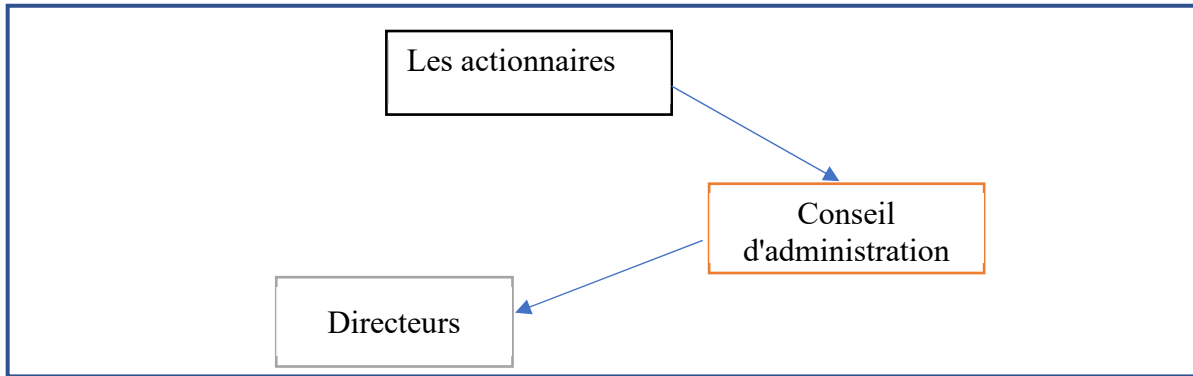 Les actionnaires
Conseil
d'administration
Directeurs